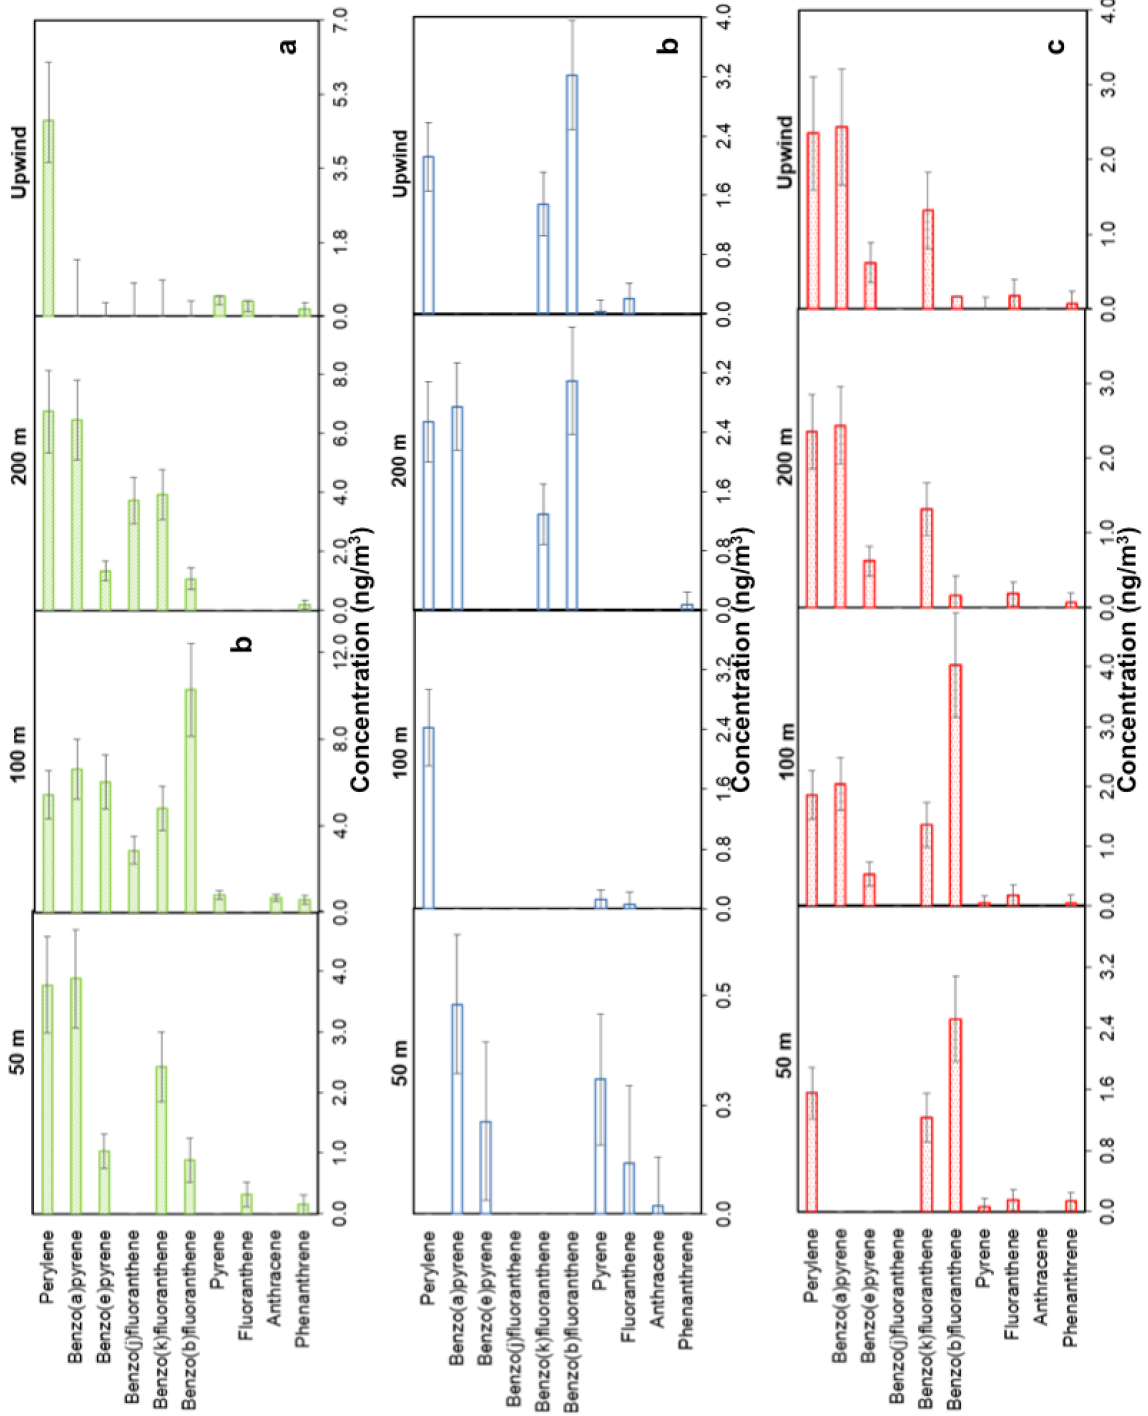 Upwind
a
0.0
1.8
3.5
5.3
7.0
200 m
0.0
2.0
4.0
6.0
8.0
100 m
b
0.0
4.0
8.0
12.0
50 m
0.0
1.0
2.0
3.0
4.0
Concentration (ng/m³)
Perylene
Benzo(a)pyrene
Benzo(e)pyrene
Benzo(j)fluoranthene
Benzo(k)fluoranthene
Benzo(b)fluoranthene
Pyrene
Fluoranthene
Anthracene
Phenanthrene
Upwind
b
0.0
0.8
1.6
2.4
3.2
4.0
200 m
0.0
0.8
1.6
2.4
3.2
100 m
0.0
0.8
1.6
2.4
3.2
50 m
0.0
0.3
0.5
Concentration (ng/m³)
Perylene
Benzo(a)pyrene
Benzo(e)pyrene
Benzo(j)fluoranthene
Benzo(k)fluoranthene
Benzo(b)fluoranthene
Pyrene
Fluoranthene
Anthracene
Phenanthrene
Upwind
c
0.0
1.0
2.0
3.0
4.0
200 m
0.0
1.0
2.0
3.0
100 m
0.0
1.0
2.0
3.0
4.0
50 m
0.0
0.8
1.6
2.4
3.2
Concentration (ng/m³)
Perylene
Benzo(a)pyrene
Benzo(e)pyrene
Benzo(j)fluoranthene
Benzo(k)fluoranthene
Benzo(b)fluoranthene
Pyrene
Fluoranthene
Anthracene
Phenanthrene